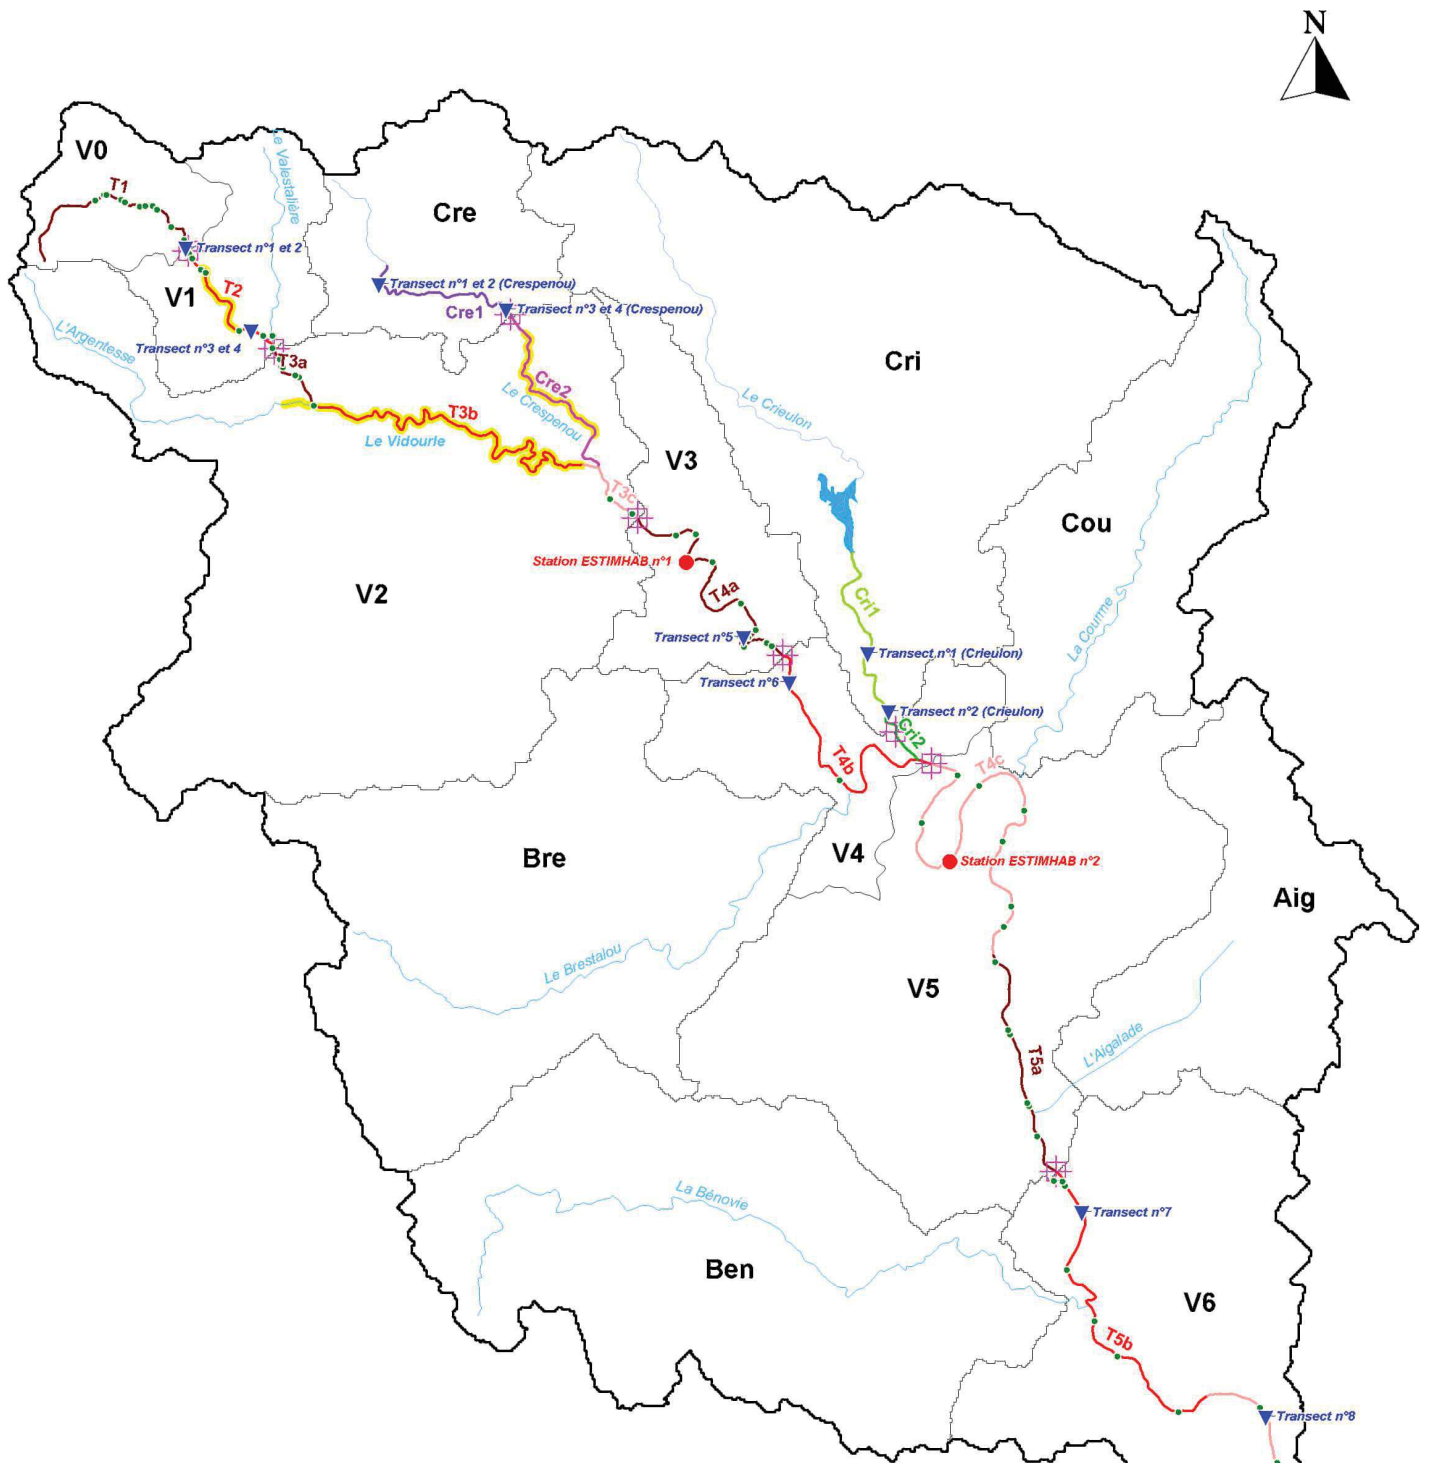 N
V0
Le Valestalière
T1
Cre
Transect n°1 et 2
Transect n°1 et 2 (Crespenou)
T2
V1
Cre1
Transect n°3 et 4 (Crespenou)
L'Argentesse
Transect n°3 et 4
T3a
Cri
Cre2
Le Crespenou
Le Crieulon
T3b
Le Vidourle
V3
T3c
Cou
Station ESTIMHAB n°1
V2
T4a
Cri1
La Courme
Transect n°5
Transect n°1 (Crieulon)
Transect n°6
Transect n°2 (Crieulon)
Cri2
T4b
T4c
Bre
V4
Station ESTIMHAB n°2
Aig
Le Brestalou
V5
T5a
L'Aigalade
La Bénovie
Transect n°7
Ben
V6
T5b
Transect n°8